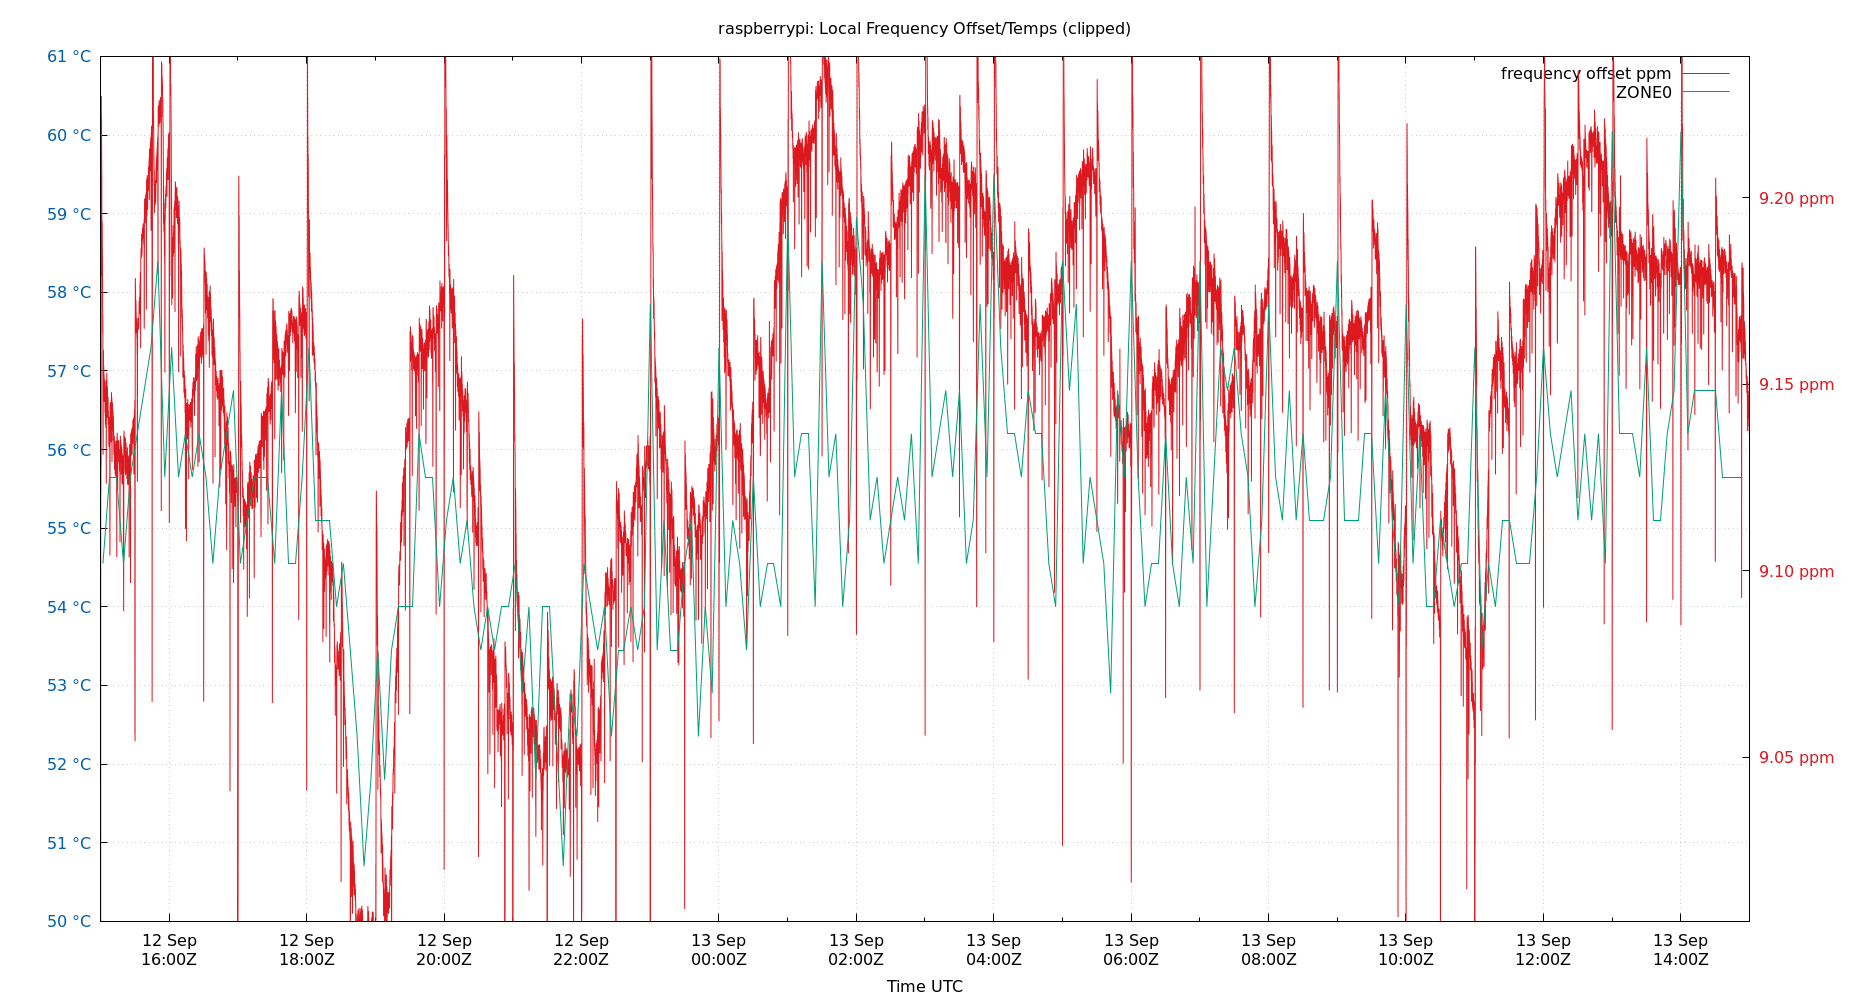 raspberrypi: Local Frequency Offset/Temps (clipped)
61 °C
60 °C
59 °C
58 °C
57 °C
56 °C
55 °C
54 °C
53 °C
52 °C
51 °C
50 °C
frequency offset ppm
ZONE0
9.20 ppm
9.15 ppm
9.10 ppm
9.05 ppm
12 Sep 12 Sep 12 Sep 12 Sep 13 Sep 13 Sep 13 Sep 13 Sep 13 Sep 13 Sep 13 Sep 13 Sep
16:00Z 18:00Z 20:00Z 22:00Z 00:00Z 02:00Z 04:00Z 06:00Z 08:00Z 10:00Z 12:00Z 14:00Z
Time UTC